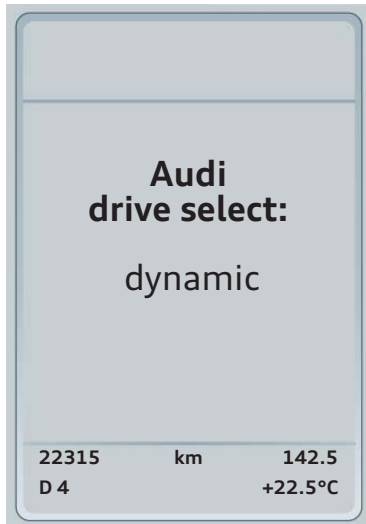 Audi
drive select:
dynamic
22315 km 142.5
D 4 +22.5°C